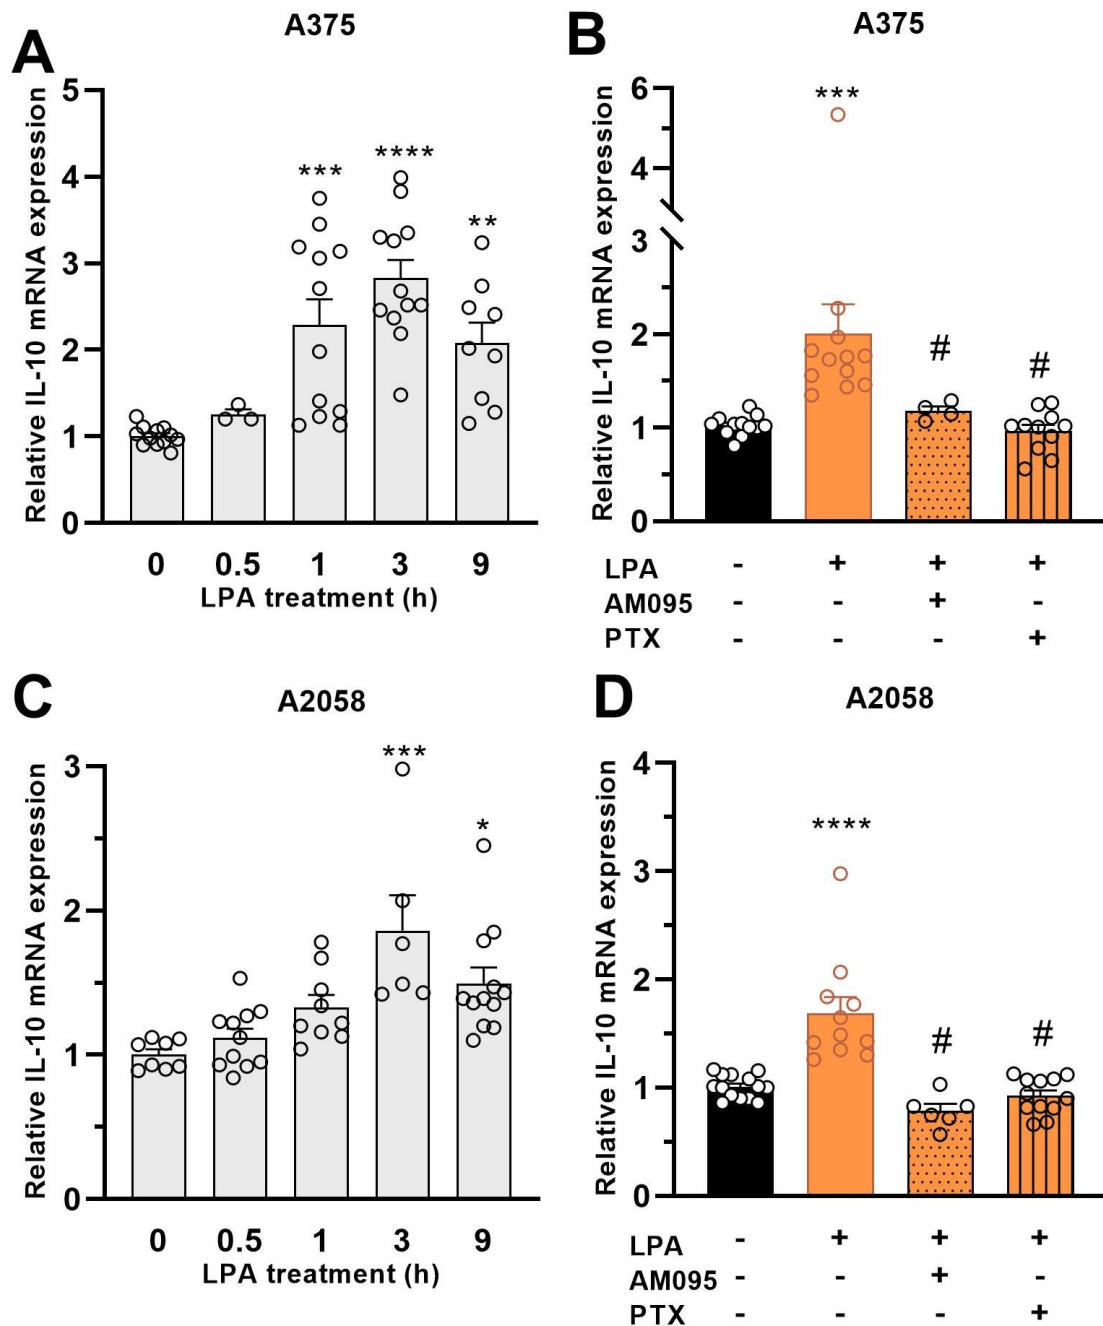 A
A375
Relative IL-10 mRNA expression
5
4
3
2
1
0
***
****
**
0 0.5 1 3 9
LPA treatment (h)
B
A375
Relative IL-10 mRNA expression
6
4
3
2
1
0
***
#
#
LPA - + + +
AM095 - - + -
PTX - - - +
C
A2058
Relative IL-10 mRNA expression
3
2
1
0
***
*
0 0.5 1 3 9
LPA treatment (h)
D
A2058
Relative IL-10 mRNA expression
4
3
2
1
0
****
#
#
LPA - + + +
AM095 - - + -
PTX - - - +